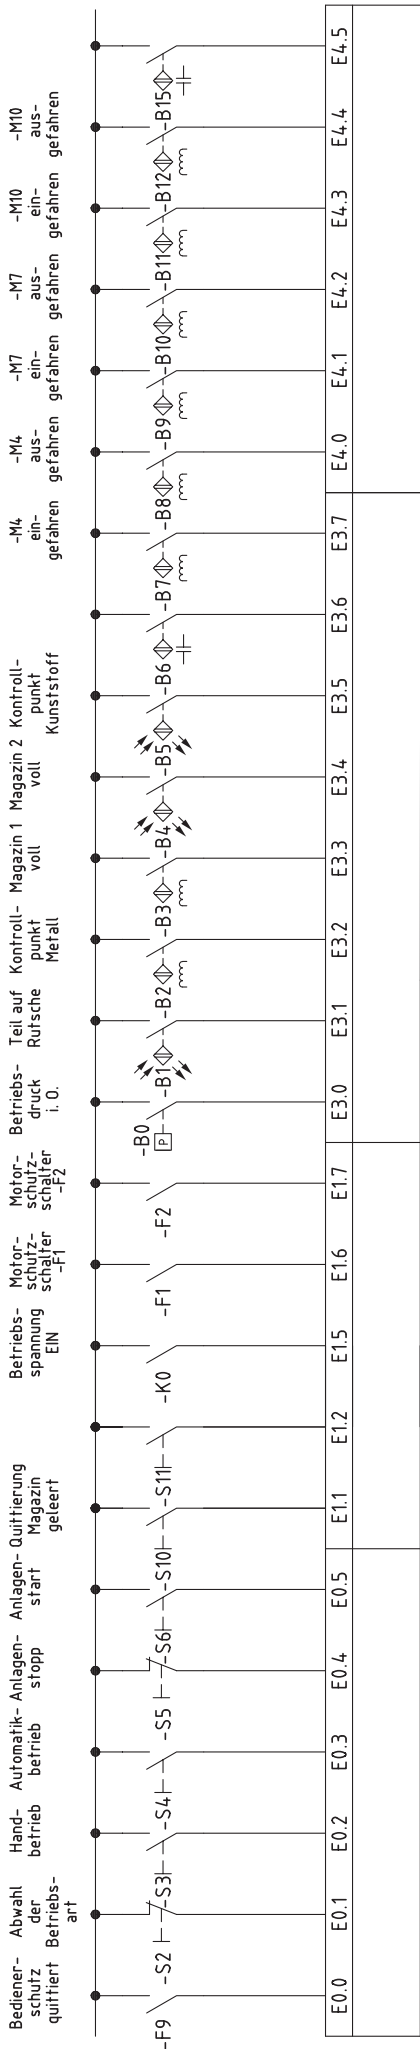 Bediener-
schutz
quittiert
Abwahl
der
Betriebs-
art
Hand-
betrieb
Automatik-
betrieb
Anlagen-
stopp
Anlagen-
start
Quittierung
Magazin
geleert
Betriebs-
spannung
EIN
Motor-
schutz-
schalter
-F1
Motor-
schutz-
schalter
-F2
Betriebs-
druck
i. O.
Teil auf
Rutsche
Kontroll-
punkt
Metall
Magazin 1
voll
Magazin 2
voll
Kontroll-
punkt
Kunststoff
-M4
ein-
gefahren
-M4
aus-
gefahren
-M7
ein-
gefahren
-M7
aus-
gefahren
-M10
ein-
gefahren
-M10
aus-
gefahren
-F9
-S2
-S3
-S4
-S5
-S6
-S10
-S11
-K0
-F1
-F2
-B0
P
-B1
-B2
-B3
-B4
-B5
-B6
-B7
-B8
-B9
-B10
-B11
-B12
-B15
E0.0
E0.1
E0.2
E0.3
E0.4
E0.5
E1.1
E1.2
E1.5
E1.6
E1.7
E3.0
E3.1
E3.2
E3.3
E3.4
E3.5
E3.6
E3.7
E4.0
E4.1
E4.2
E4.3
E4.4
E4.5